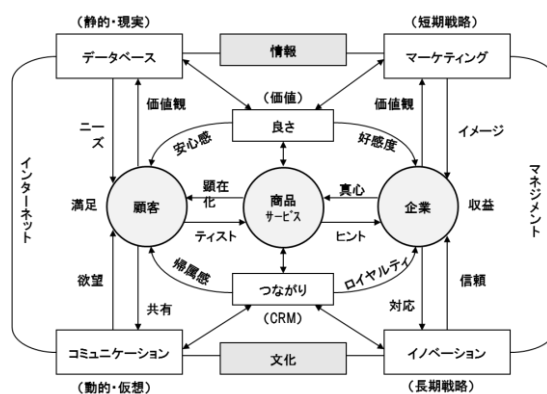 (静的・現実)
(短期戦略)
データベース
情報
マーケティング
価値観
(価値)
価値観
ニー
ズ
良さ
イメージ
安心感
好感度
インターネット
マネジメント
満足
顧客
顕在
化
商品
サービス
真心
企業
収益
ティスト
ヒント
欲望
帰属感
ロイヤルティ
信頼
共有
つながり
対応
(CRM)
コミュニケーション
文化
イノベーション
(動的・仮想)
(長期戦略)